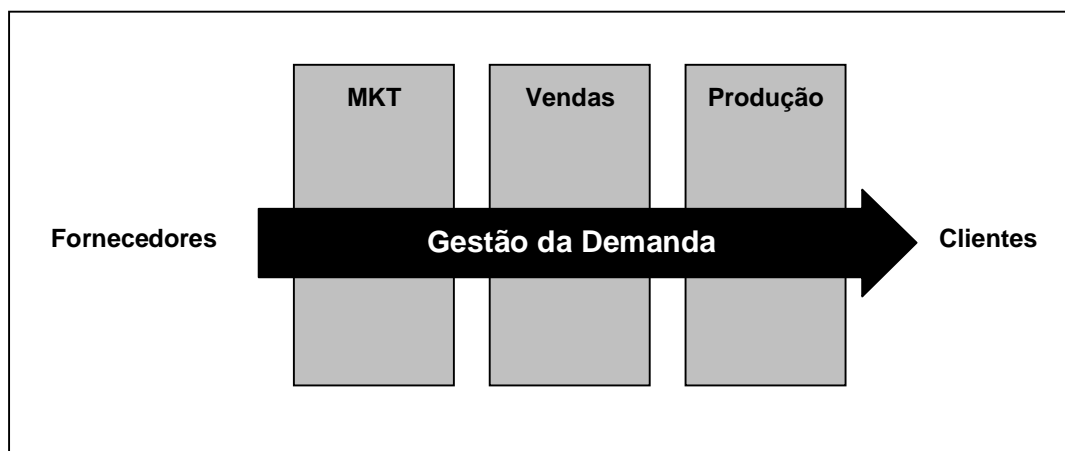 MKT
Vendas
Produção
Fornecedores
Gestão da Demanda
Clientes